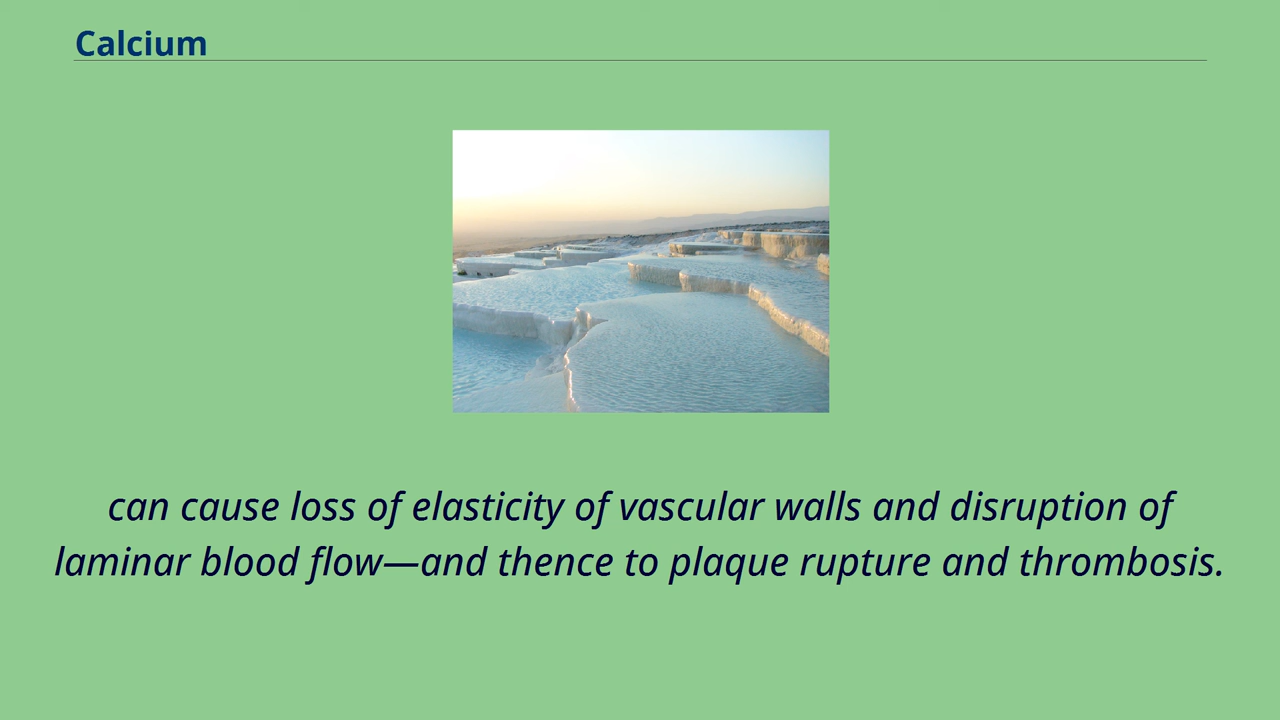 Calcium
can cause loss of elasticity of vascular walls and disruption of
laminar blood flow—and thence to plaque rupture and thrombosis.